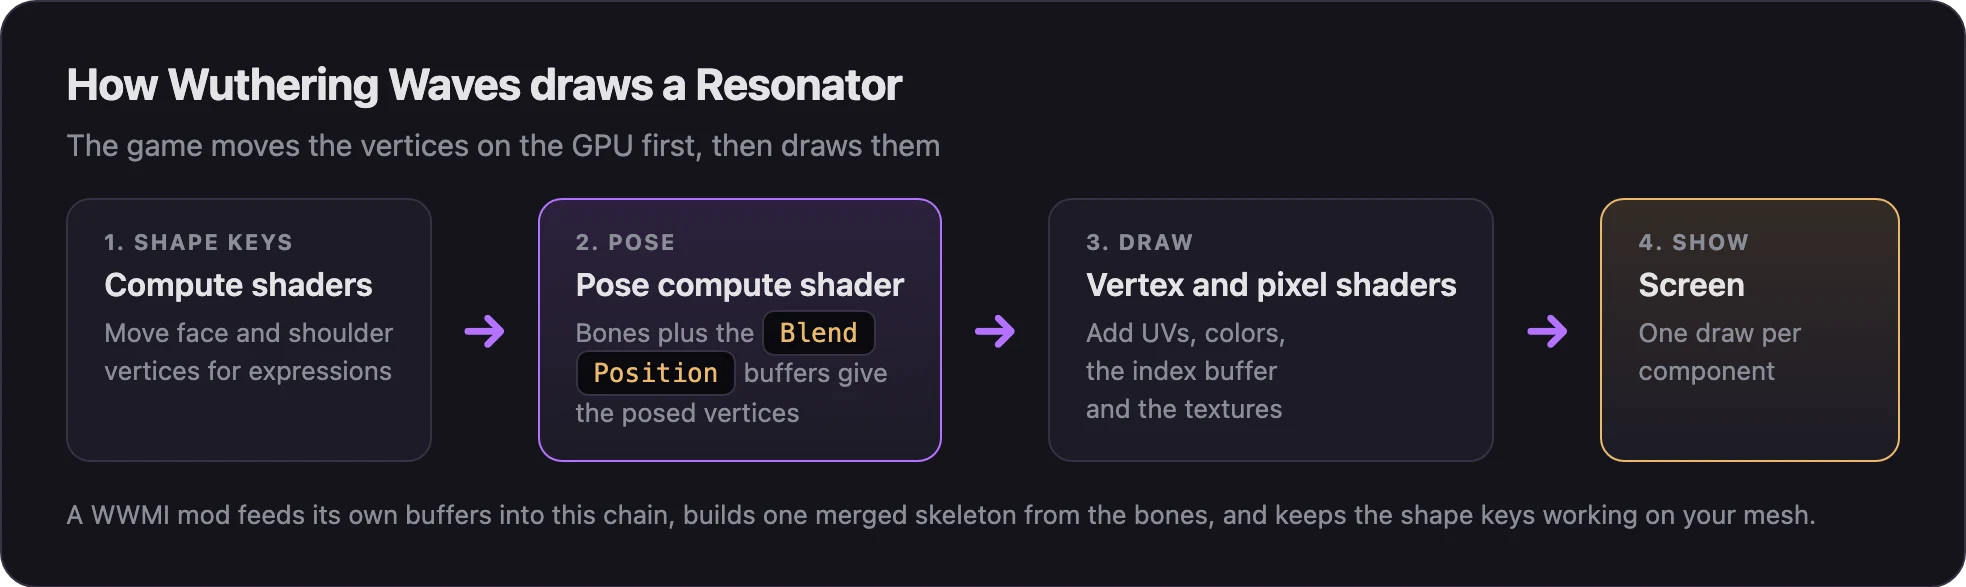 How Wuthering Waves draws a Resonator
The game moves the vertices on the GPU first, then draws them
1. SHAPE KEYS
Compute shaders
Move face and shoulder
vertices for expressions
2. POSE
Pose compute shader
Bones plus the Blend
Position buffers give
the posed vertices
3. DRAW
Vertex and pixel shaders
Add UVs, colors,
the index buffer
and the textures
4. SHOW
Screen
One draw per
component
A WWMI mod feeds its own buffers into this chain, builds one merged skeleton from the bones, and keeps the shape keys working on your mesh.